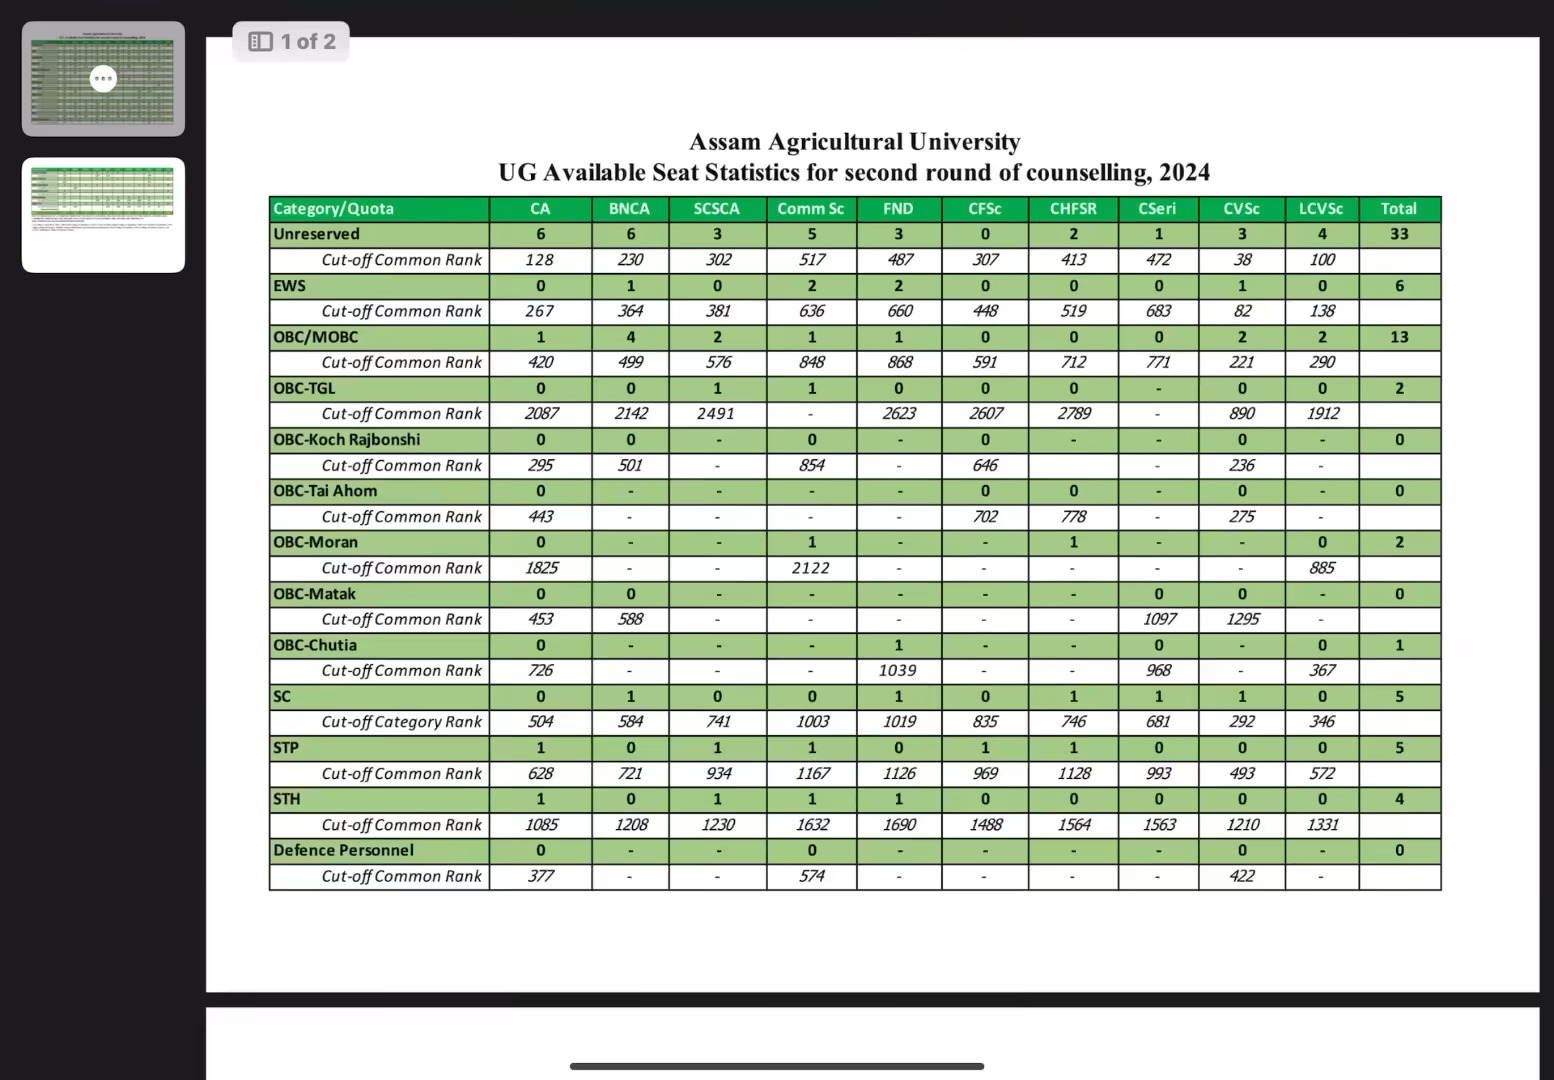 1 of 2
Assam Agricultural University
UG Available Seat Statistics for second round of counselling, 2024
Category/Quota CA BNCA SCSCA Comm Sc FND CFSc CHFSR CSeri CVSc LCVSc Total
Unreserved 6 6 3 5 3 0 2 1 3 4 33
Cut-off Common Rank 128 230 302 517 487 307 413 472 38 100
EWS 0 1 0 2 2 0 0 0 1 0 6
Cut-off Common Rank 267 364 381 636 660 448 519 683 82 138
OBC/MOBC 1 4 2 1 1 0 0 0 2 2 13
Cut-off Common Rank 420 499 576 848 868 591 712 771 221 290
OBC-TGL 0 0 1 1 0 0 0 - 0 0 2
Cut-off Common Rank 2087 2142 2491 - 2623 2607 2789 - 890 1912
OBC-Koch Rajbonshi 0 0 - 0 - 0 - - 0 - 0
Cut-off Common Rank 295 501 - 854 - 646 - 236 -
OBC-Tai Ahom 0 - - - - 0 0 - 0 - 0
Cut-off Common Rank 443 - - - - 702 778 - 275 -
OBC-Moran 0 - - 1 - - 1 - - 0 2
Cut-off Common Rank 1825 - - 2122 - - - - - 885
OBC-Matak 0 0 - - - - - 0 0 - 0
Cut-off Common Rank 453 588 - - - - - 1097 1295 -
OBC-Chutia 0 - - - 1 - - 0 - 0 1
Cut-off Common Rank 726 - - - 1039 - - 968 - 367
SC 0 1 0 0 1 0 1 1 1 0 5
Cut-off Category Rank 504 584 741 1003 1019 835 746 681 292 346
STP 1 0 1 1 0 1 1 0 0 0 5
Cut-off Common Rank 628 721 934 1167 1126 969 1128 993 493 572
STH 1 0 1 1 1 0 0 0 0 0 4
Cut-off Common Rank 1085 1208 1230 1632 1690 1488 1564 1563 1210 1331
Defence Personnel 0 - - 0 - - - - 0 - 0
Cut-off Common Rank 377 - - 574 - - - - 422 -